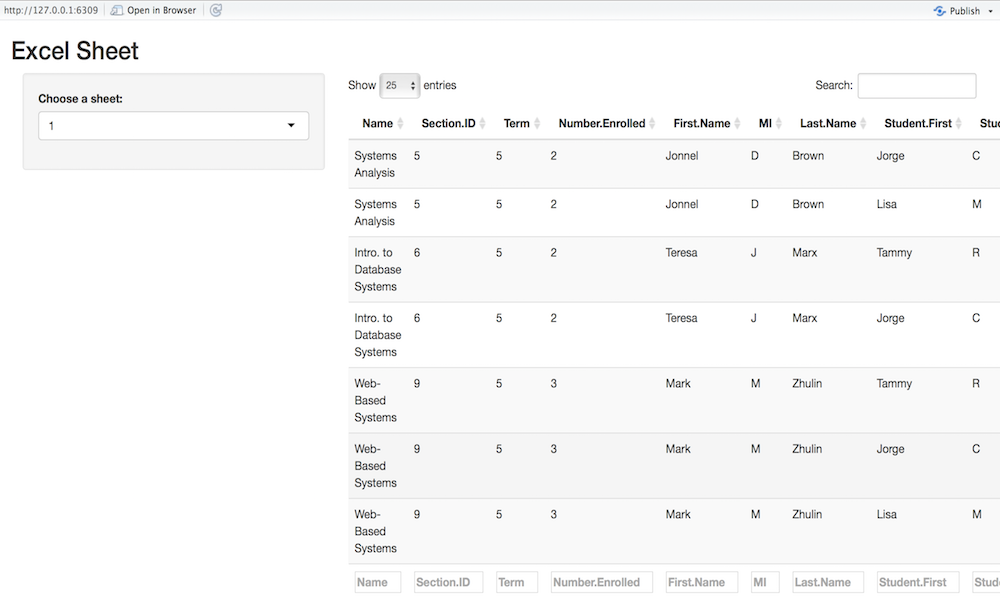 http://127.0.0.1:6309 Open in Browser Publish
Excel Sheet
Choose a sheet:
1
Show 25 entries Search:
Name Section.ID Term Number.Enrolled First.Name MI Last.Name Student.First Stud
Systems 5 5 2 Jonnel D Brown Jorge C
Analysis
Systems 5 5 2 Jonnel D Brown Lisa M
Analysis
Intro. to 6 5 2 Teresa J Marx Tammy R
Database
Systems
Intro. to 6 5 2 Teresa J Marx Jorge C
Database
Systems
Web- 9 5 3 Mark M Zhulin Tammy R
Based
Systems
Web- 9 5 3 Mark M Zhulin Jorge C
Based
Systems
Web- 9 5 3 Mark M Zhulin Lisa M
Based
Systems
Name Section.ID Term Number.Enrolled First.Name MI Last.Name Student.First Stud